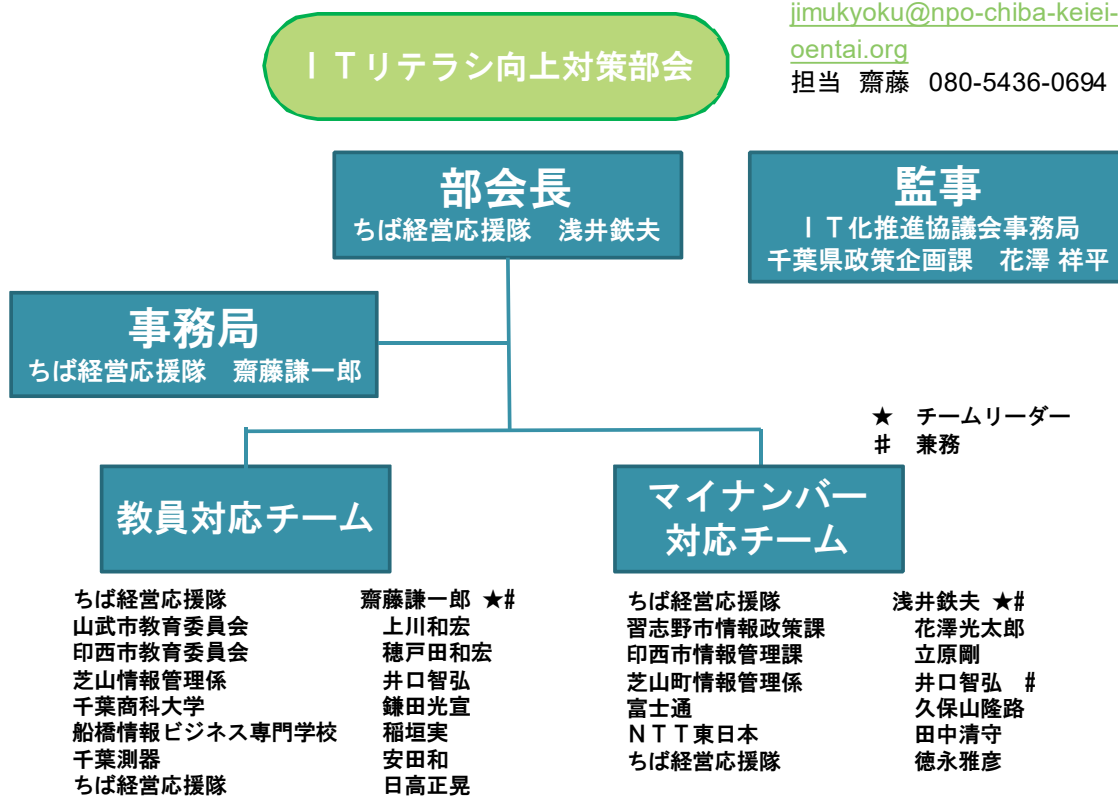 jimukyoku@npo-chiba-keiei-
oentai.org
担当 齋藤 080-5436-0694
ＩＴリテラシ向上対策部会
部会長
ちば経営応援隊　浅井鉄夫
監事
ＩＴ化推進協議会事務局
千葉県政策企画課　花澤 祥平
事務局
ちば経営応援隊　齋藤謙一郎
★　チームリーダー
＃　兼務
教員対応チーム
ちば経営応援隊　齋藤謙一郎 ★#
山武市教育委員会　上川和宏
印西市教育委員会　穂戸田和宏
芝山情報管理係　井口智弘
千葉商科大学　鎌田光宣
船橋情報ビジネス専門学校　稲垣実
千葉測器　安田和
ちば経営応援隊　日高正晃
マイナンバー
対応チーム
ちば経営応援隊　浅井鉄夫 ★#
習志野市情報政策課　花澤光太郎
印西市情報管理課　立原剛
芝山町情報管理係　井口智弘　#
富士通　久保山隆路
ＮＴＴ東日本　田中清守
ちば経営応援隊　徳永雅彦